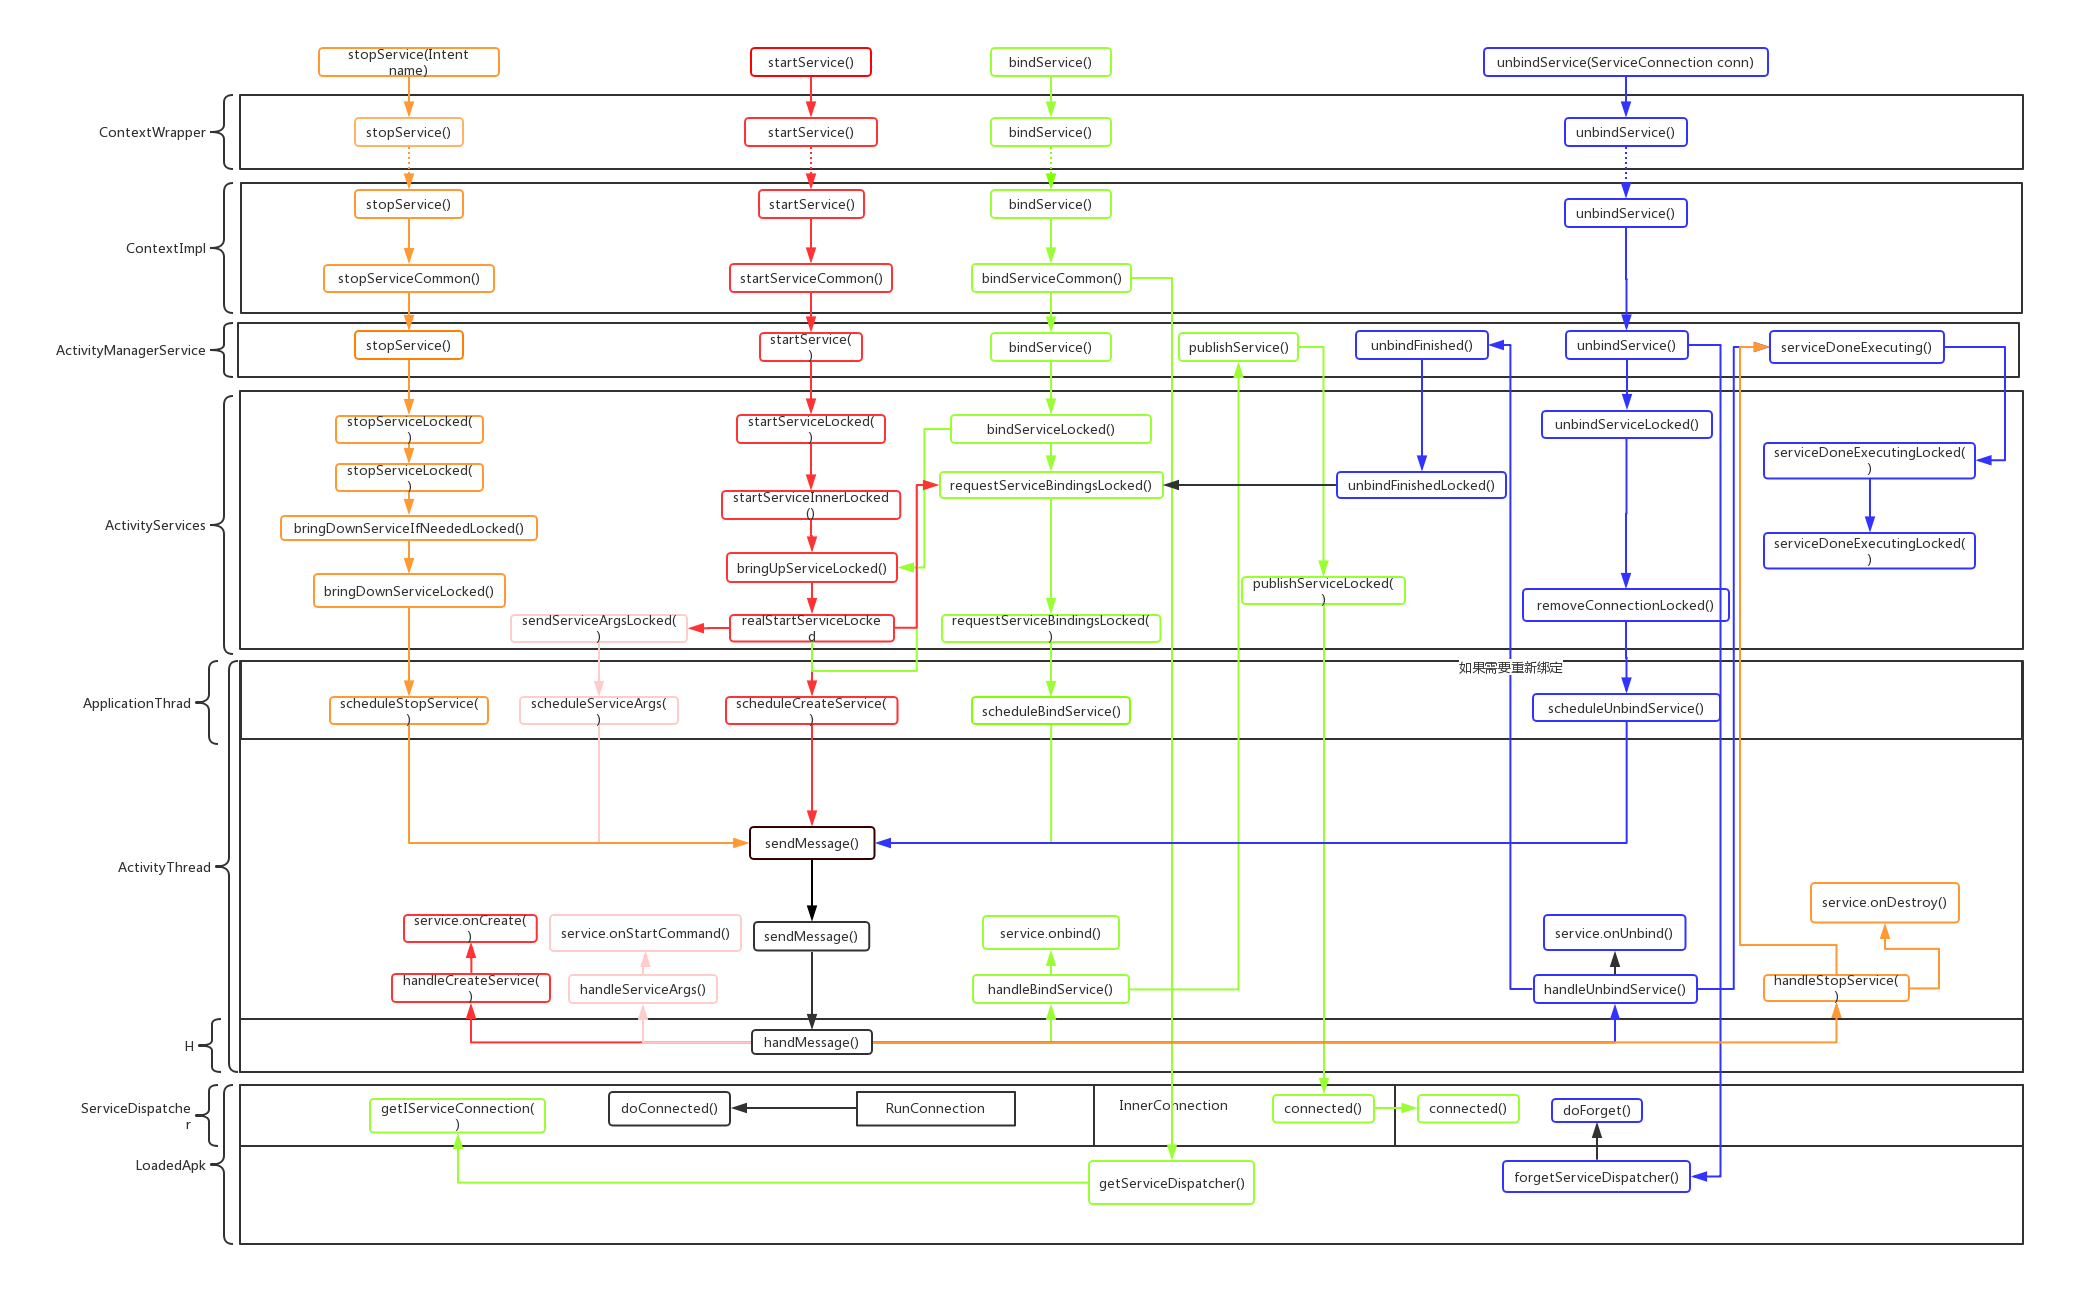 stopService(Intent
name)
startService()
bindService()
unbindService(ServiceConnection conn)
ContextWrapper
stopService()
startService()
bindService()
unbindService()
ContextImpl
stopService()
startService()
bindService()
unbindService()
stopServiceCommon()
startServiceCommon()
bindServiceCommon()
ActivityManagerService
stopService()
startService(
)
bindService()
publishService()
unbindFinished()
unbindService()
serviceDoneExecuting()
ActivityServices
stopServiceLocked(
)
startServiceLocked(
)
bindServiceLocked()
unbindServiceLocked()
serviceDoneExecutingLocked(
)
stopServiceLocked(
)
startServiceInnerLocked
()
requestServiceBindingsLocked()
unbindFinishedLocked()
bringDownServiceIfNeededLocked()
serviceDoneExecutingLocked(
)
bringUpServiceLocked()
bringDownServiceLocked()
publishServiceLocked(
)
removeConnectionLocked()
sendServiceArgsLocked(
)
realStartServiceLocke
d
requestServiceBindingsLocked(
)
如果需要重新绑定
ApplicationThrad
scheduleStopService(
)
scheduleServiceArgs(
)
scheduleCreateService(
)
scheduleBindService()
scheduleUnbindService()
ActivityThread
sendMessage()
service.onDestroy()
service.onCreate(
)
service.onStartCommand()
sendMessage()
service.onbind()
service.onUnbind()
handleCreateService(
)
handleServiceArgs()
handleBindService()
handleUnbindService()
handleStopService(
)
H
handMessage()
ServiceDispatche
r
getIServiceConnection(
)
doConnected()
RunConnection
InnerConnection
connected()
connected()
doForget()
LoadedApk
getServiceDispatcher()
forgetServiceDispatcher()